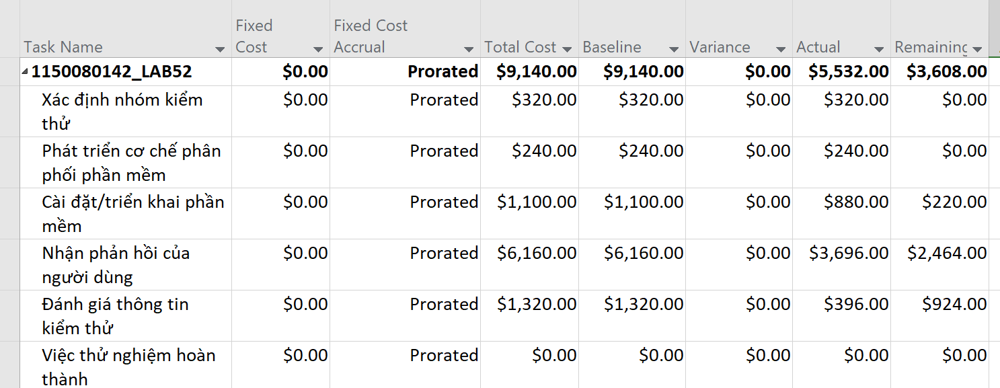 Task Name Fixed Cost Fixed Cost Accrual Total Cost Baseline Variance Actual Remaining
1150080142_LAB52 $0.00 Prorated $9,140.00 $9,140.00 $0.00 $5,532.00 $3,608.00
Xác định nhóm kiểm $0.00 Prorated $320.00 $320.00 $0.00 $320.00 $0.00
thử
Phát triển cơ chế phân $0.00 Prorated $240.00 $240.00 $0.00 $240.00 $0.00
phối phần mềm
Cài đặt/triển khai phần $0.00 Prorated $1,100.00 $1,100.00 $0.00 $880.00 $220.00
mềm
Nhận phản hồi của $0.00 Prorated $6,160.00 $6,160.00 $0.00 $3,696.00 $2,464.00
người dùng
Đánh giá thông tin $0.00 Prorated $1,320.00 $1,320.00 $0.00 $396.00 $924.00
kiểm thử
Việc thử nghiệm hoàn $0.00 Prorated $0.00 $0.00 $0.00 $0.00 $0.00
thành